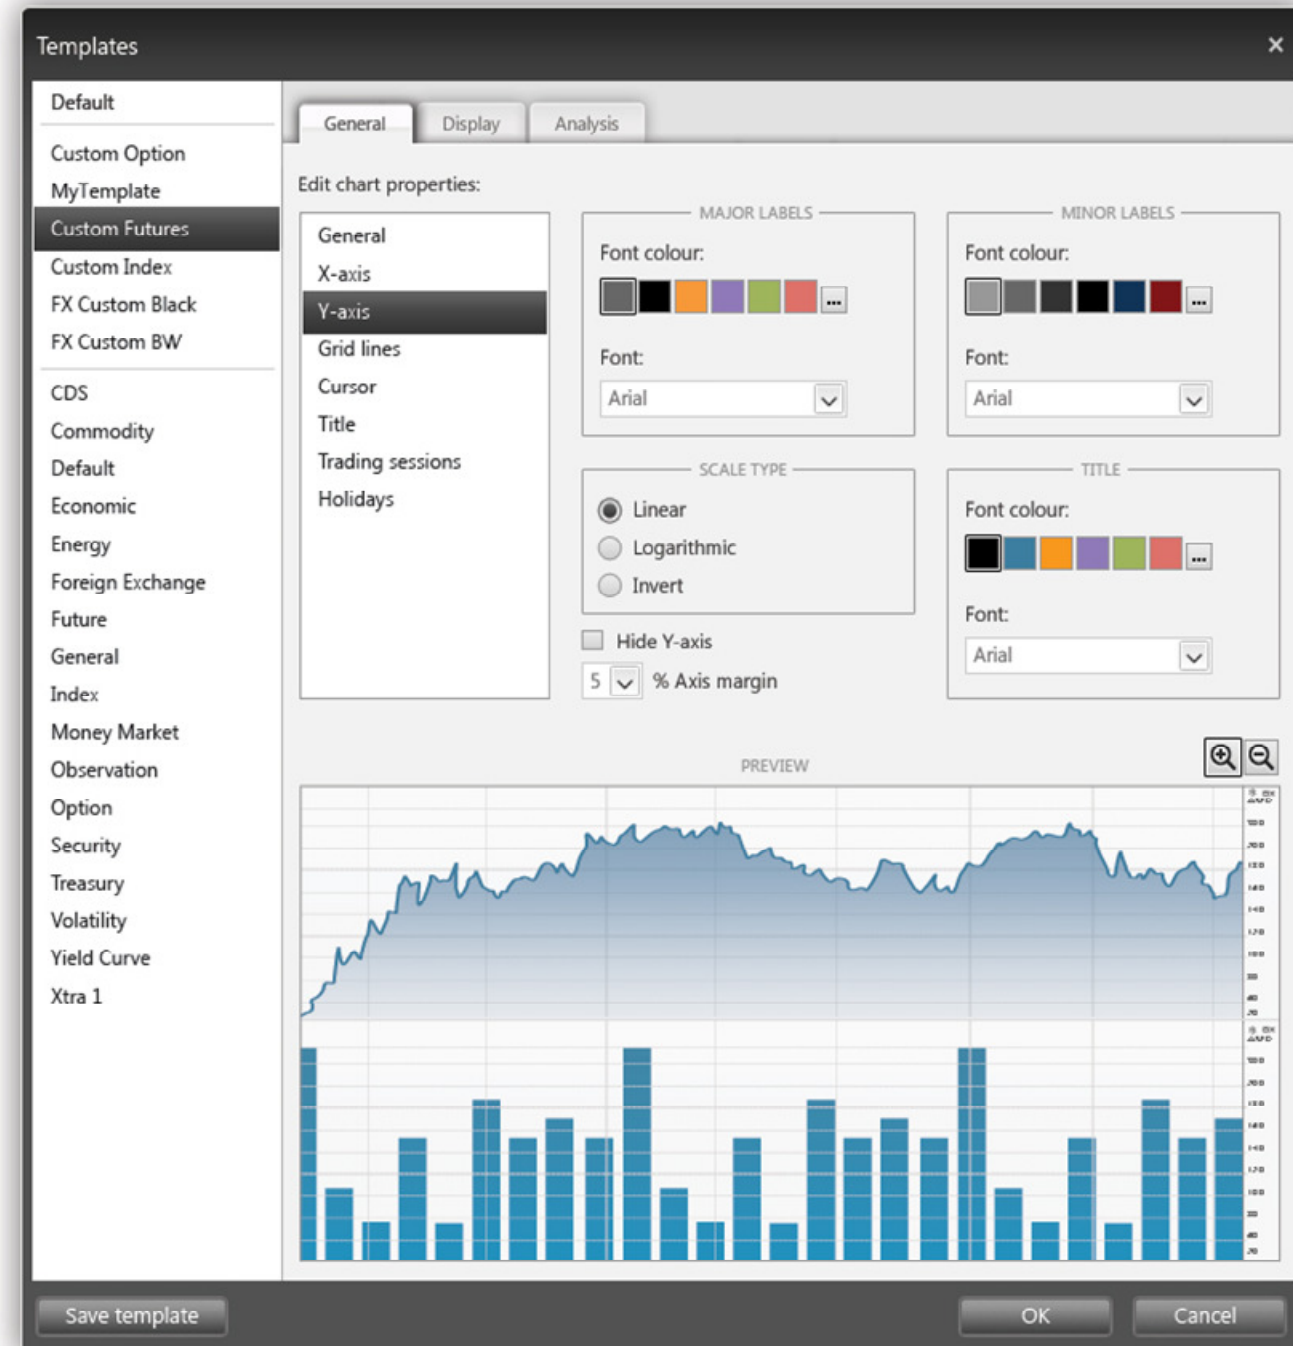 Templates
Default
Custom Option
MyTemplate
Custom Futures
Custom Index
FX Custom Black
FX Custom BW
CDS
Commodity
Default
Economic
Energy
Foreign Exchange
Future
General
Index
Money Market
Observation
Option
Security
Treasury
Volatility
Yield Curve
Xtra 1
General Display Analysis
Edit chart properties:
General
X-axis
Y-axis
Grid lines
Cursor
Title
Trading sessions
Holidays
MAJOR LABELS
Font colour:
...
Font:
Arial
MINOR LABELS
Font colour:
...
Font:
Arial
SCALE TYPE
Linear
Logarithmic
Invert
Hide Y-axis
5 % Axis margin
TITLE
Font colour:
...
Font:
Arial
PREVIEW
Save template
OK
Cancel